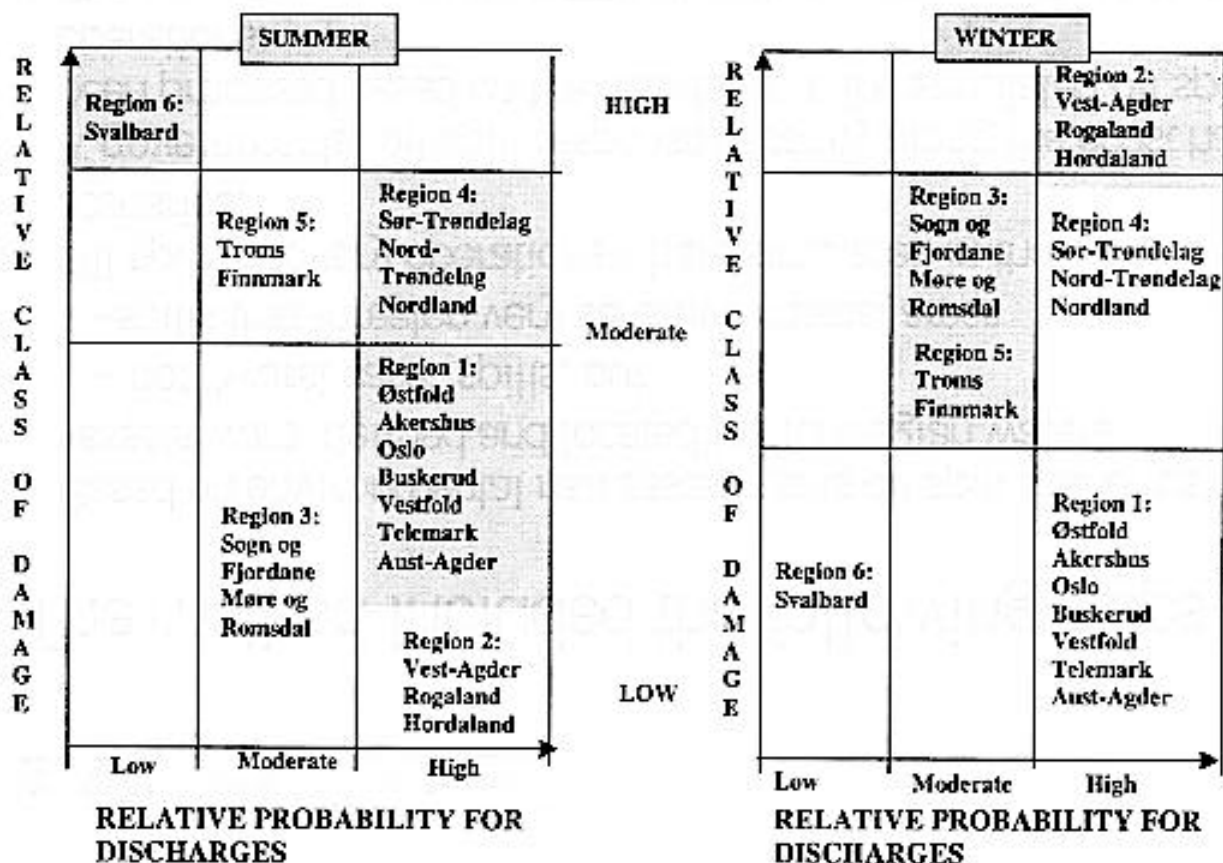 SUMMER
RELATIVE CLASS OF DAMAGE
Region 6:
Svalbard
Region 5:
Troms
Finnmark
Region 4:
Sør-Trøndelag
Nord-
Trøndelag
Nordland
Region 3:
Sogn og
Fjordane
Møre og
Romsdal
Region 1:
Østfold
Akershus
Oslo
Buskerud
Vestfold
Telemark
Aust-Agder
Region 2:
Vest-Agder
Rogaland
Hordaland
Low
Moderate
High
RELATIVE PROBABILITY FOR
DISCHARGES
HIGH
Moderate
LOW
WINTER
RELATIVE CLASS OF DAMAGE
Region 2:
Vest-Agder
Rogaland
Hordaland
Region 3:
Sogn og
Fjordane
Møre og
Romsdal
Region 5:
Troms
Finnmark
Region 4:
Sør-Trøndelag
Nord-Trøndelag
Nordland
Region 6:
Svalbard
Region 1:
Østfold
Akershus
Oslo
Buskerud
Vestfold
Telemark
Aust-Agder
Low
Moderate
High
RELATIVE PROBABILITY FOR
DISCHARGES